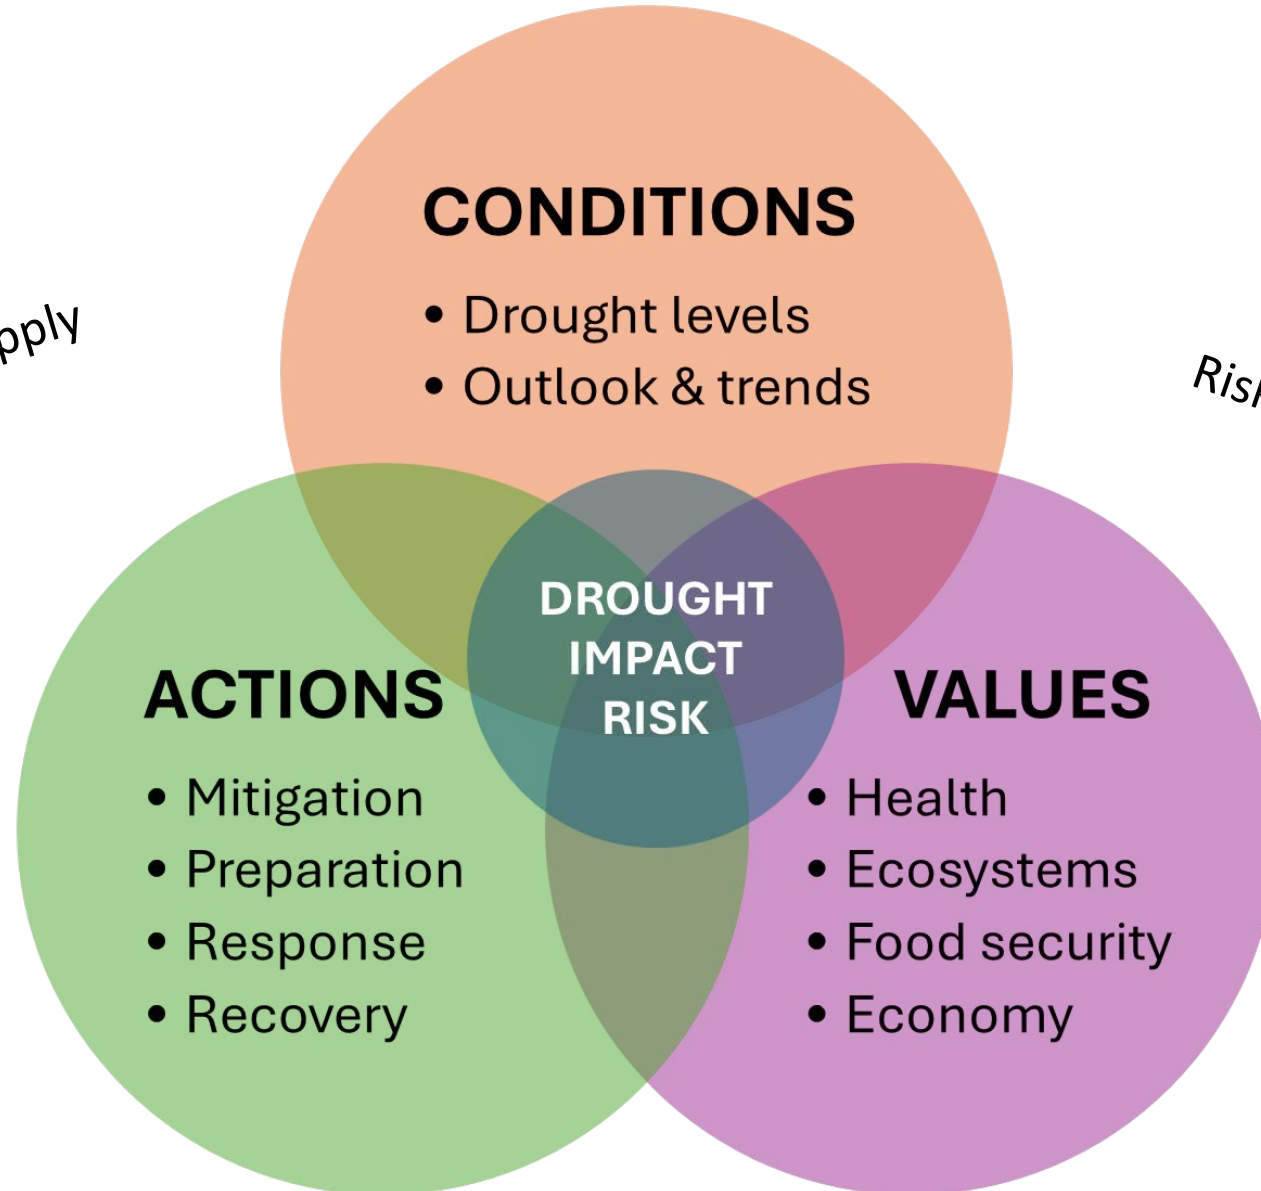 CONDITIONS
• Drought levels
• Outlook & trends
DROUGHT
IMPACT
RISK
ACTIONS
• Mitigation
• Preparation
• Response
• Recovery
VALUES
• Health
• Ecosystems
• Food security
• Economy